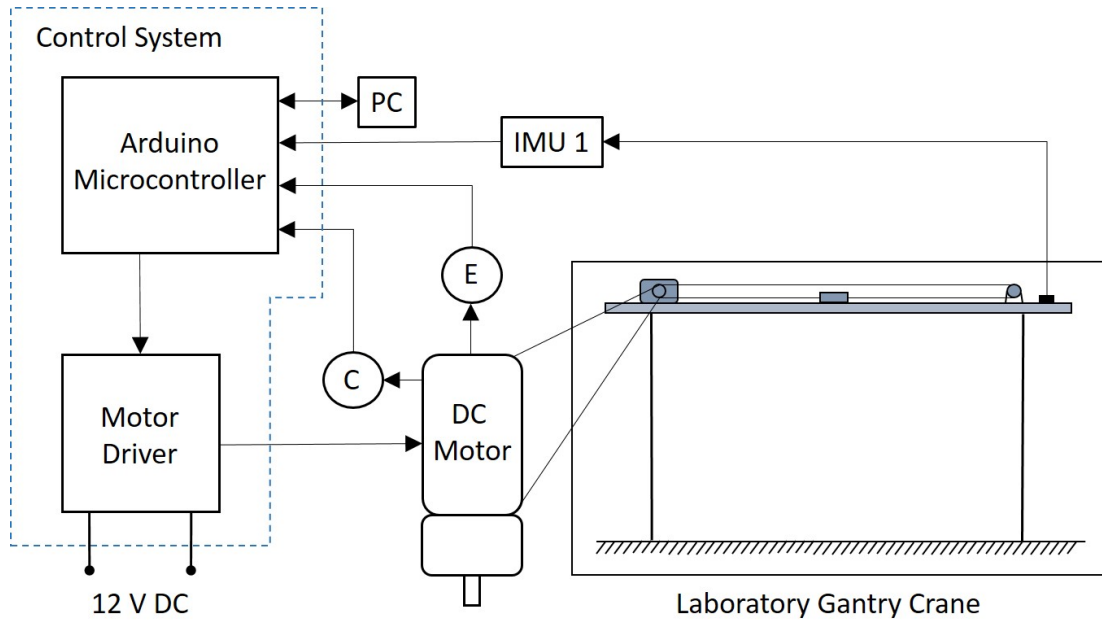 Control System
Arduino
Microcontroller
PC
IMU 1
E
C
Motor
Driver
DC
Motor
12 V DC
Laboratory Gantry Crane